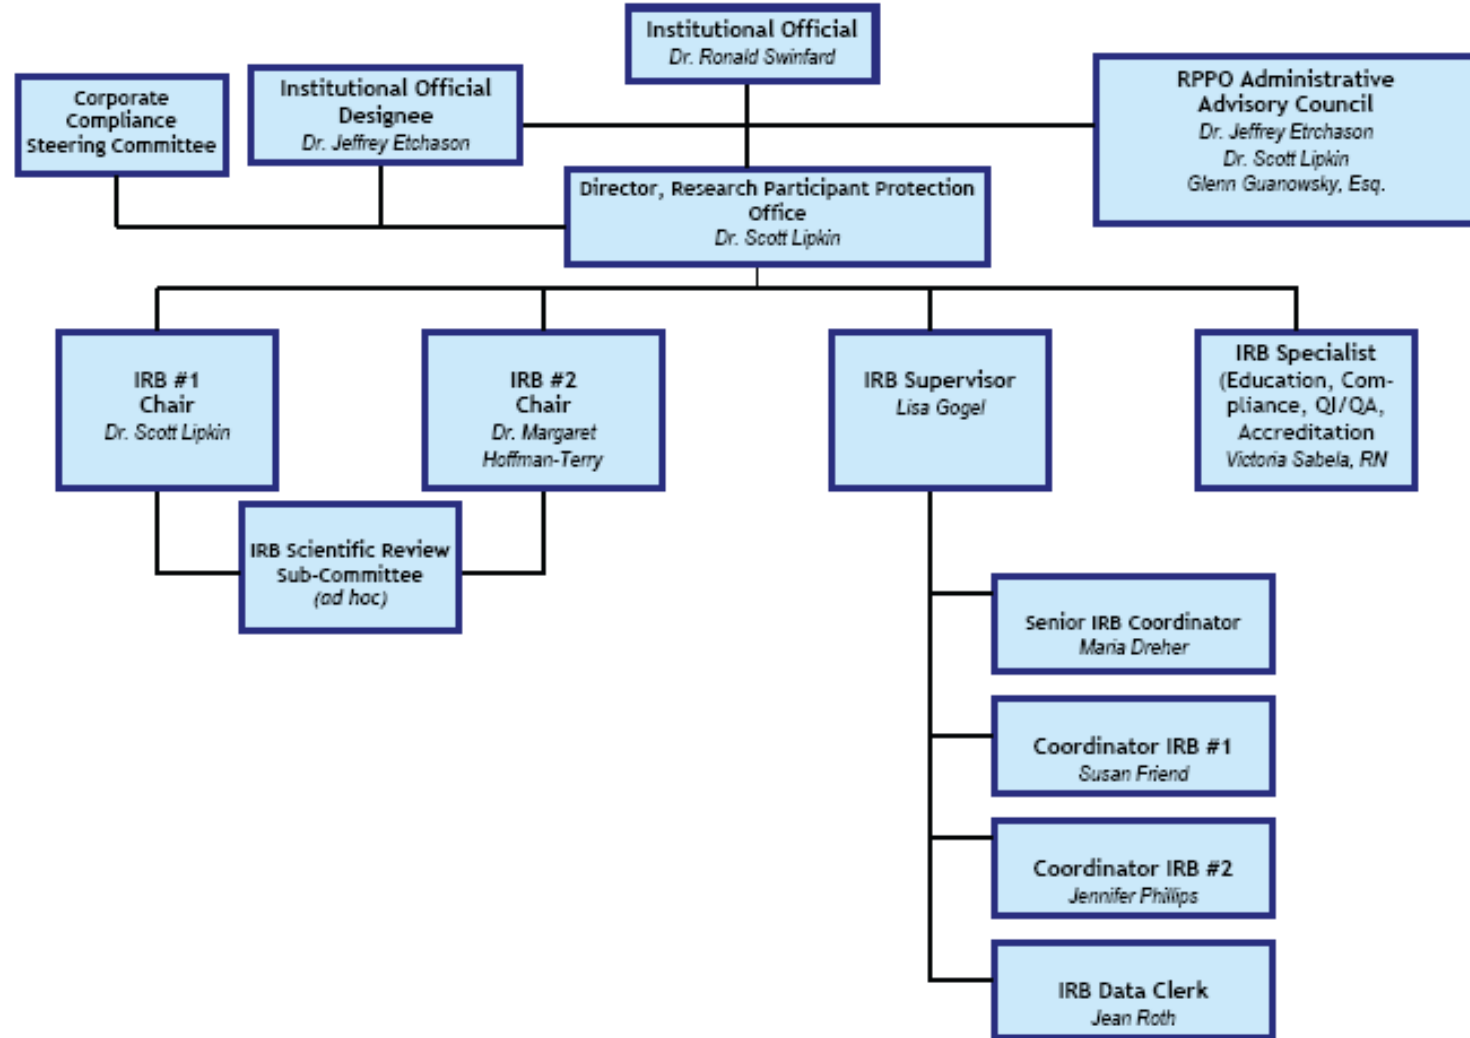 Institutional Official
Dr. Ronald Swinfard
Corporate
Compliance
Steering Committee
Institutional Official
Designee
Dr. Jeffrey Etchason
RPPO Administrative
Advisory Council
Dr. Jeffrey Etrchason
Dr. Scott Lipkin
Glenn Guanowsky, Esq.
Director, Research Participant Protection
Office
Dr. Scott Lipkin
IRB #1
Chair
Dr. Scott Lipkin
IRB #2
Chair
Dr. Margaret
Hoffman-Terry
IRB Supervisor
Lisa Gogel
IRB Specialist
(Education, Com-
pliance, QI/QA,
Accreditation
Victoria Sabela, RN
IRB Scientific Review
Sub-Committee
(ad hoc)
Senior IRB Coordinator
Maria Dreher
Coordinator IRB #1
Susan Friend
Coordinator IRB #2
Jennifer Phillips
IRB Data Clerk
Jean Roth